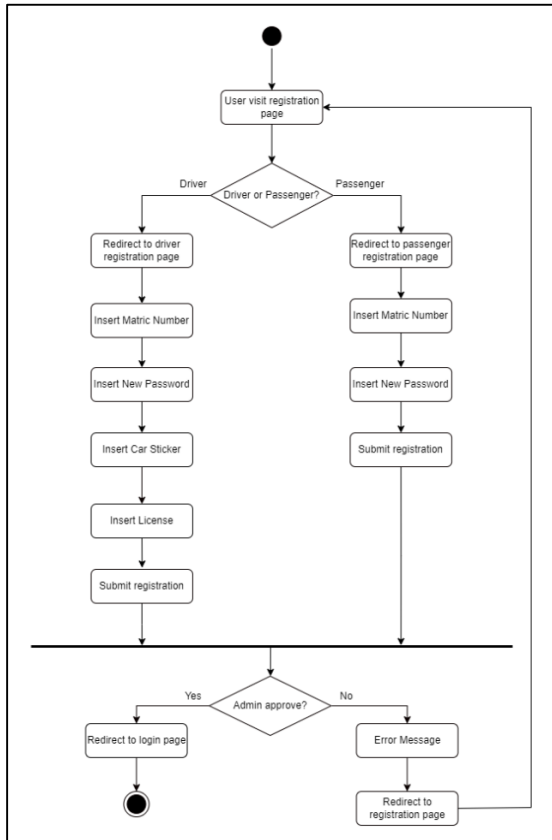 User visit registration
page
Driver
Driver or Passenger?
Passenger
Redirect to driver
registration page
Redirect to passenger
registration page
Insert Matric Number
Insert Matric Number
Insert New Password
Insert New Password
Insert Car Sticker
Submit registration
Insert License
Submit registration
Yes
Admin approve?
No
Redirect to login page
Error Message
Redirect to
registration page